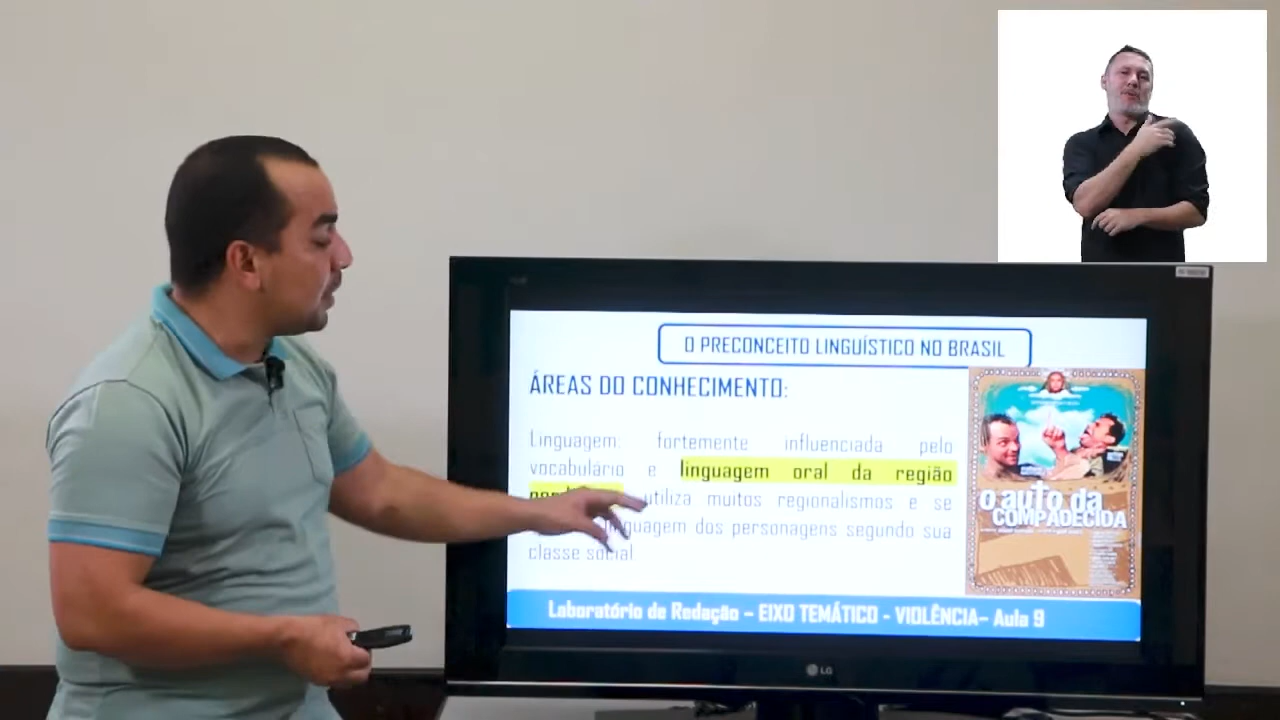 O PRECONCEITO LINGUÍSTICO NO BRASIL
ÁREAS DO CONHECIMENTO:
Linguagem: fortemente influenciada pelo
vocabulário e linguagem oral da região
utiliza muitos regionalismos e se
dos personagens segundo sua
classe social
o auto da
COMPADECIDA
Laboratório de Redação – EIXO TEMÁTICO - VIOLÊNCIA– Aula 9
LG